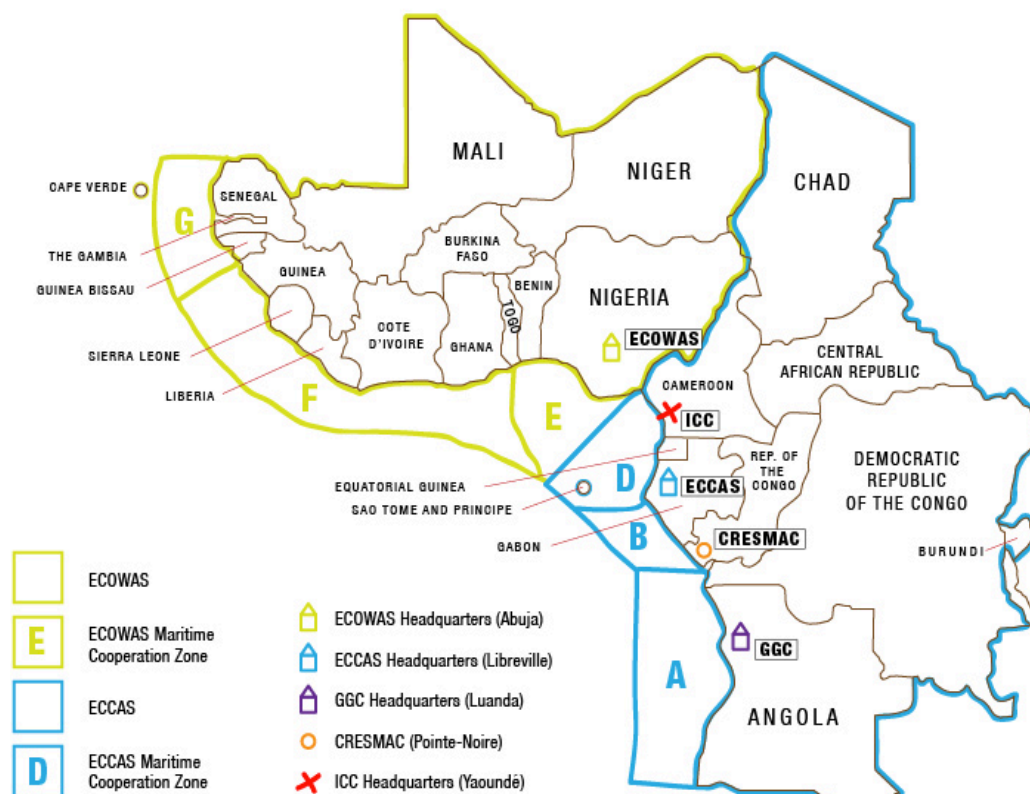 MALI
NIGER
CHAD
CAPE VERDE
SENEGAL
G
THE GAMBIA
GUINEA BISSAU
GUINEA
BURKINA
FASO
BENIN
NIGERIA
TOGO
COTE
D'IVOIRE
GHANA
ECOWAS
SIERRA LEONE
LIBERIA
F
E
CAMEROON
CENTRAL
AFRICAN REPUBLIC
ICC
EQUATORIAL GUINEA
SAO TOME AND PRINCIPE
D
ECCAS
REP. OF
THE
CONGO
DEMOCRATIC
REPUBLIC
OF THE CONGO
GABON
B
CRESMAC
BURUNDI
A
GGC
ANGOLA
ECOWAS
E
ECOWAS Maritime
Cooperation Zone
ECCAS
D
ECCAS Maritime
Cooperation Zone
ECOWAS Headquarters (Abuja)
ECCAS Headquarters (Libreville)
GGC Headquarters (Luanda)
CRESMAC (Pointe-Noire)
ICC Headquarters (Yaoundé)